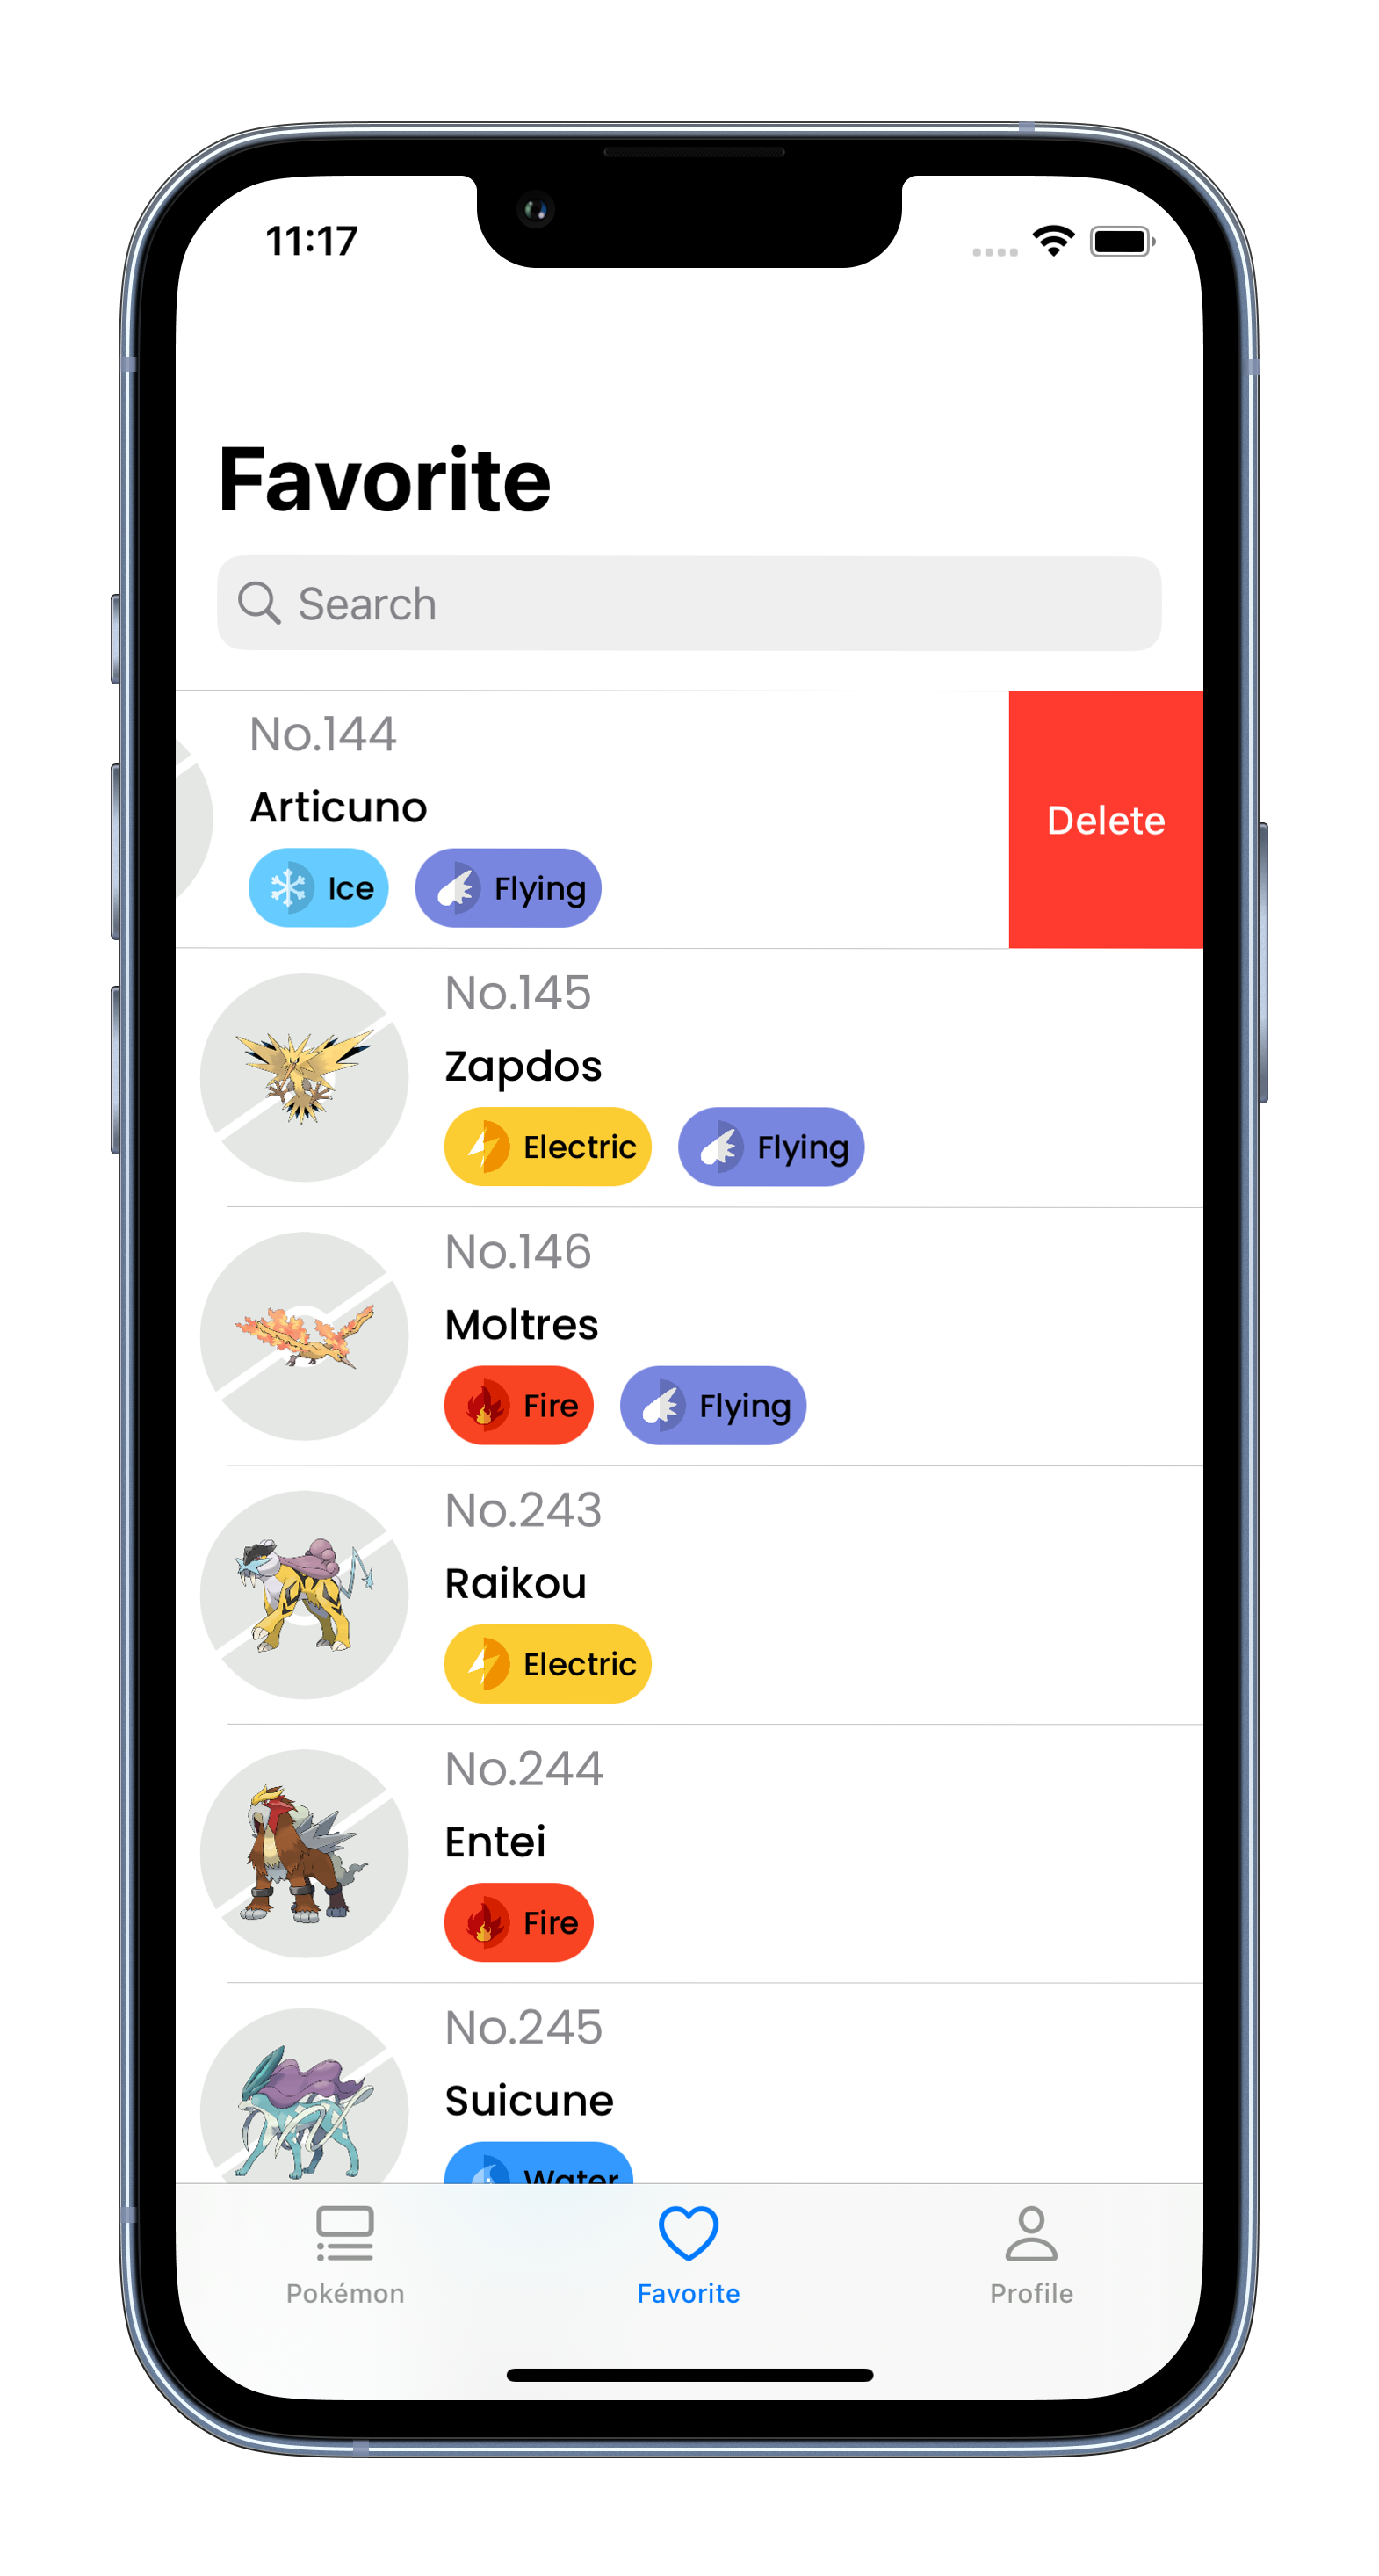 11:17
Favorite
Search
No.144
Articuno
Ice Flying
Delete
No.145
Zapdos
Electric Flying
No.146
Moltres
Fire Flying
No.243
Raikou
Electric
No.244
Entei
Fire
No.245
Suicune
Water
Pokémon Favorite Profile